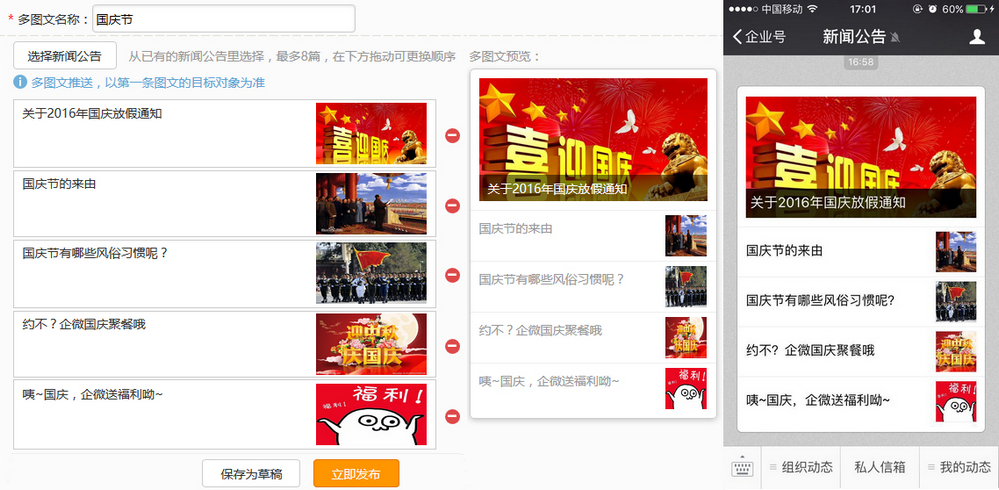 * 多图文名称： 国庆节
选择新闻公告 从已有的新闻公告里选择，最多8篇，在下方拖动可更换顺序
多图文推送，以第一条图文的目标对象为准
关于2016年国庆放假通知
喜迎国庆
国庆节的来由
国庆节有哪些风俗习惯呢？
约不？企微国庆聚餐哦
迎中秋
庆国庆
咦~国庆，企微送福利呦~
福利！
保存为草稿 立即发布
多图文预览：
喜迎国庆
关于2016年国庆放假通知
国庆节的来由
国庆节有哪些风俗习惯呢？
约不？企微国庆聚餐哦
迎中秋
庆国庆
咦~国庆，企微送福利呦~
福利！
中国移动 17:01 60%
企业号 新闻公告
16:58
喜迎国庆
关于2016年国庆放假通知
国庆节的来由
国庆节有哪些风俗习惯呢?
约不? 企微国庆聚餐哦
迎中秋
庆国庆
咦~国庆，企微送福利呦~
福利！
组织动态 私人信箱 我的动态